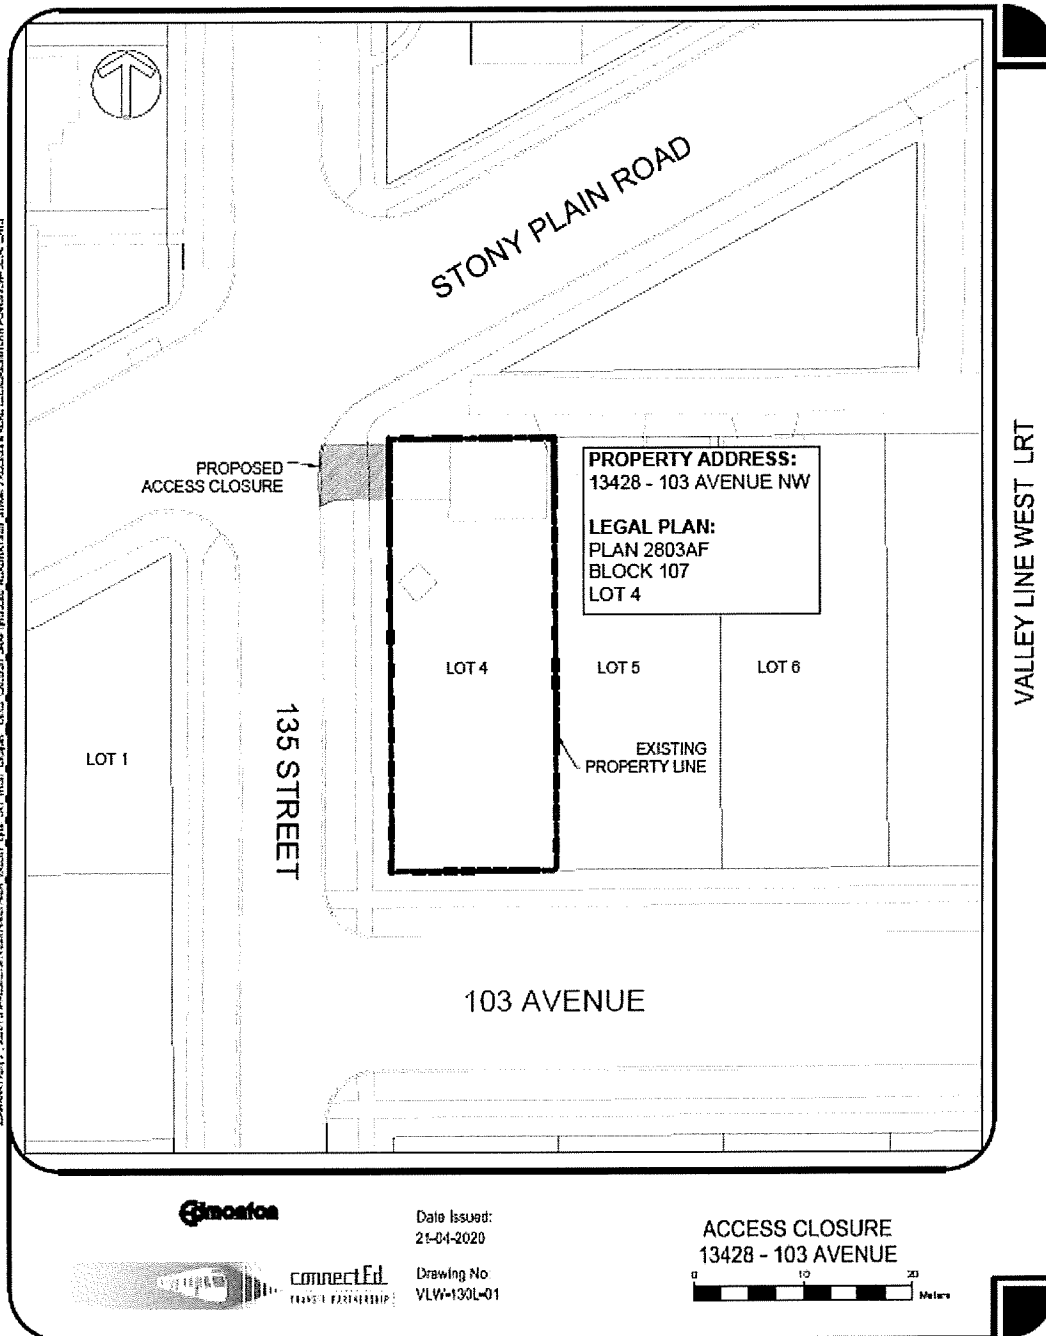 STONY PLAIN ROAD
PROPOSED
ACCESS CLOSURE
PROPERTY ADDRESS:
13428 - 103 AVENUE NW
LEGAL PLAN:
PLAN 2803AF
BLOCK 107
LOT 4
LOT 4
LOT 5
LOT 6
EXISTING
PROPERTY LINE
LOT 1
135 STREET
103 AVENUE
VALLEY LINE WEST LRT
Edmonton
connectEd
TRANSIT PARTNERSHIP
Date Issued:
21-04-2020
Drawing No
VLW-130L-01
ACCESS CLOSURE
13428 - 103 AVENUE
0 10 20
Meters